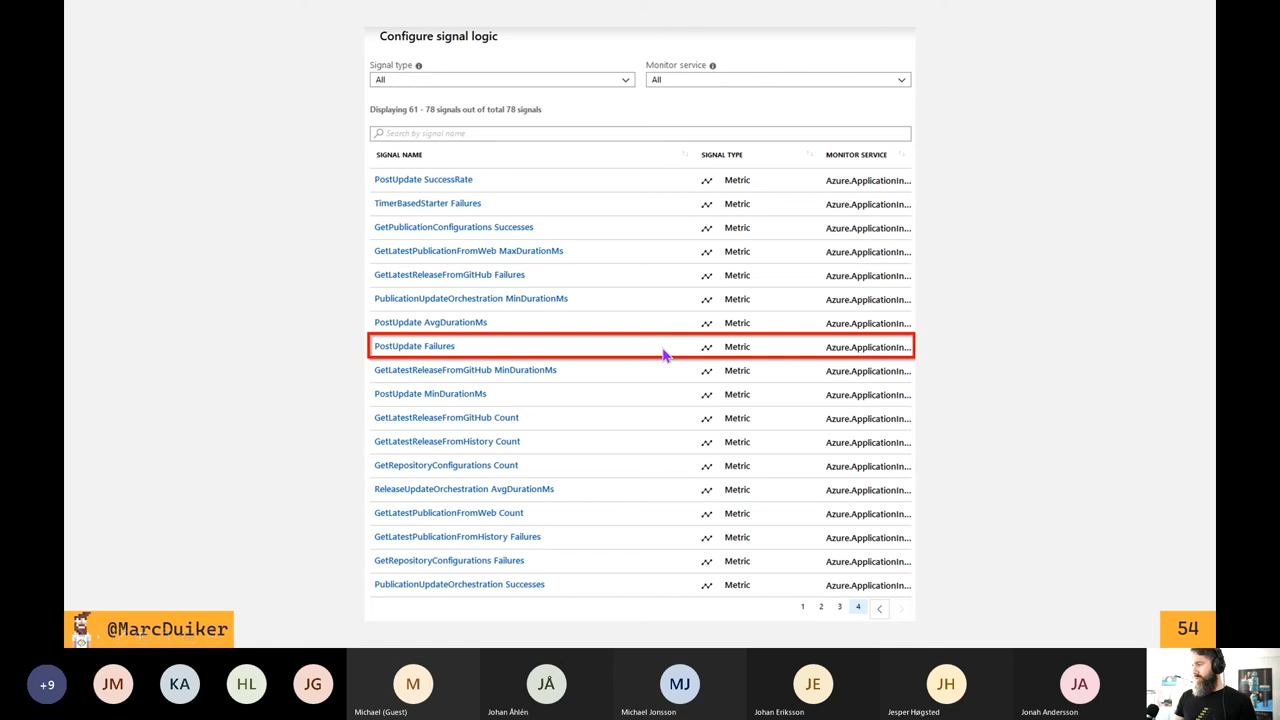 Configure signal logic
Signal type
Monitor service
All
All
Displaying 61 - 78 signals out of total 78 signals
Search by signal name
SIGNAL NAME SIGNAL TYPE MONITOR SERVICE
PostUpdate SuccessRate Metric Azure.ApplicationIn...
TimerBasedStarter Failures Metric Azure.ApplicationIn...
GetPublicationConfigurations Successes Metric Azure.ApplicationIn...
GetLatestPublicationFromWeb MaxDurationMs Metric Azure.ApplicationIn...
GetLatestReleaseFromGitHub Failures Metric Azure.ApplicationIn...
PublicationUpdateOrchestration MinDurationMs Metric Azure.ApplicationIn...
PostUpdate AvgDurationMs Metric Azure.ApplicationIn...
PostUpdate Failures Metric Azure.ApplicationIn...
GetLatestReleaseFromGitHub MinDurationMs Metric Azure.ApplicationIn...
PostUpdate MinDurationMs Metric Azure.ApplicationIn...
GetLatestReleaseFromGitHub Count Metric Azure.ApplicationIn...
GetLatestReleaseFromHistory Count Metric Azure.ApplicationIn...
GetRepositoryConfigurations Count Metric Azure.ApplicationIn...
ReleaseUpdateOrchestration AvgDurationMs Metric Azure.ApplicationIn...
GetLatestPublicationFromWeb Count Metric Azure.ApplicationIn...
GetLatestPublicationFromHistory Failures Metric Azure.ApplicationIn...
GetRepositoryConfigurations Failures Metric Azure.ApplicationIn...
PublicationUpdateOrchestration Successes Metric Azure.ApplicationIn...
1 2 3 4
@MarcDuiker
54
+9 JM KA HL JG M JÅ MJ JE JH JA
Michael (Guest) Johan Åhlén Michael Jonsson Johan Eriksson Jesper Høgsted Jonah Andersson